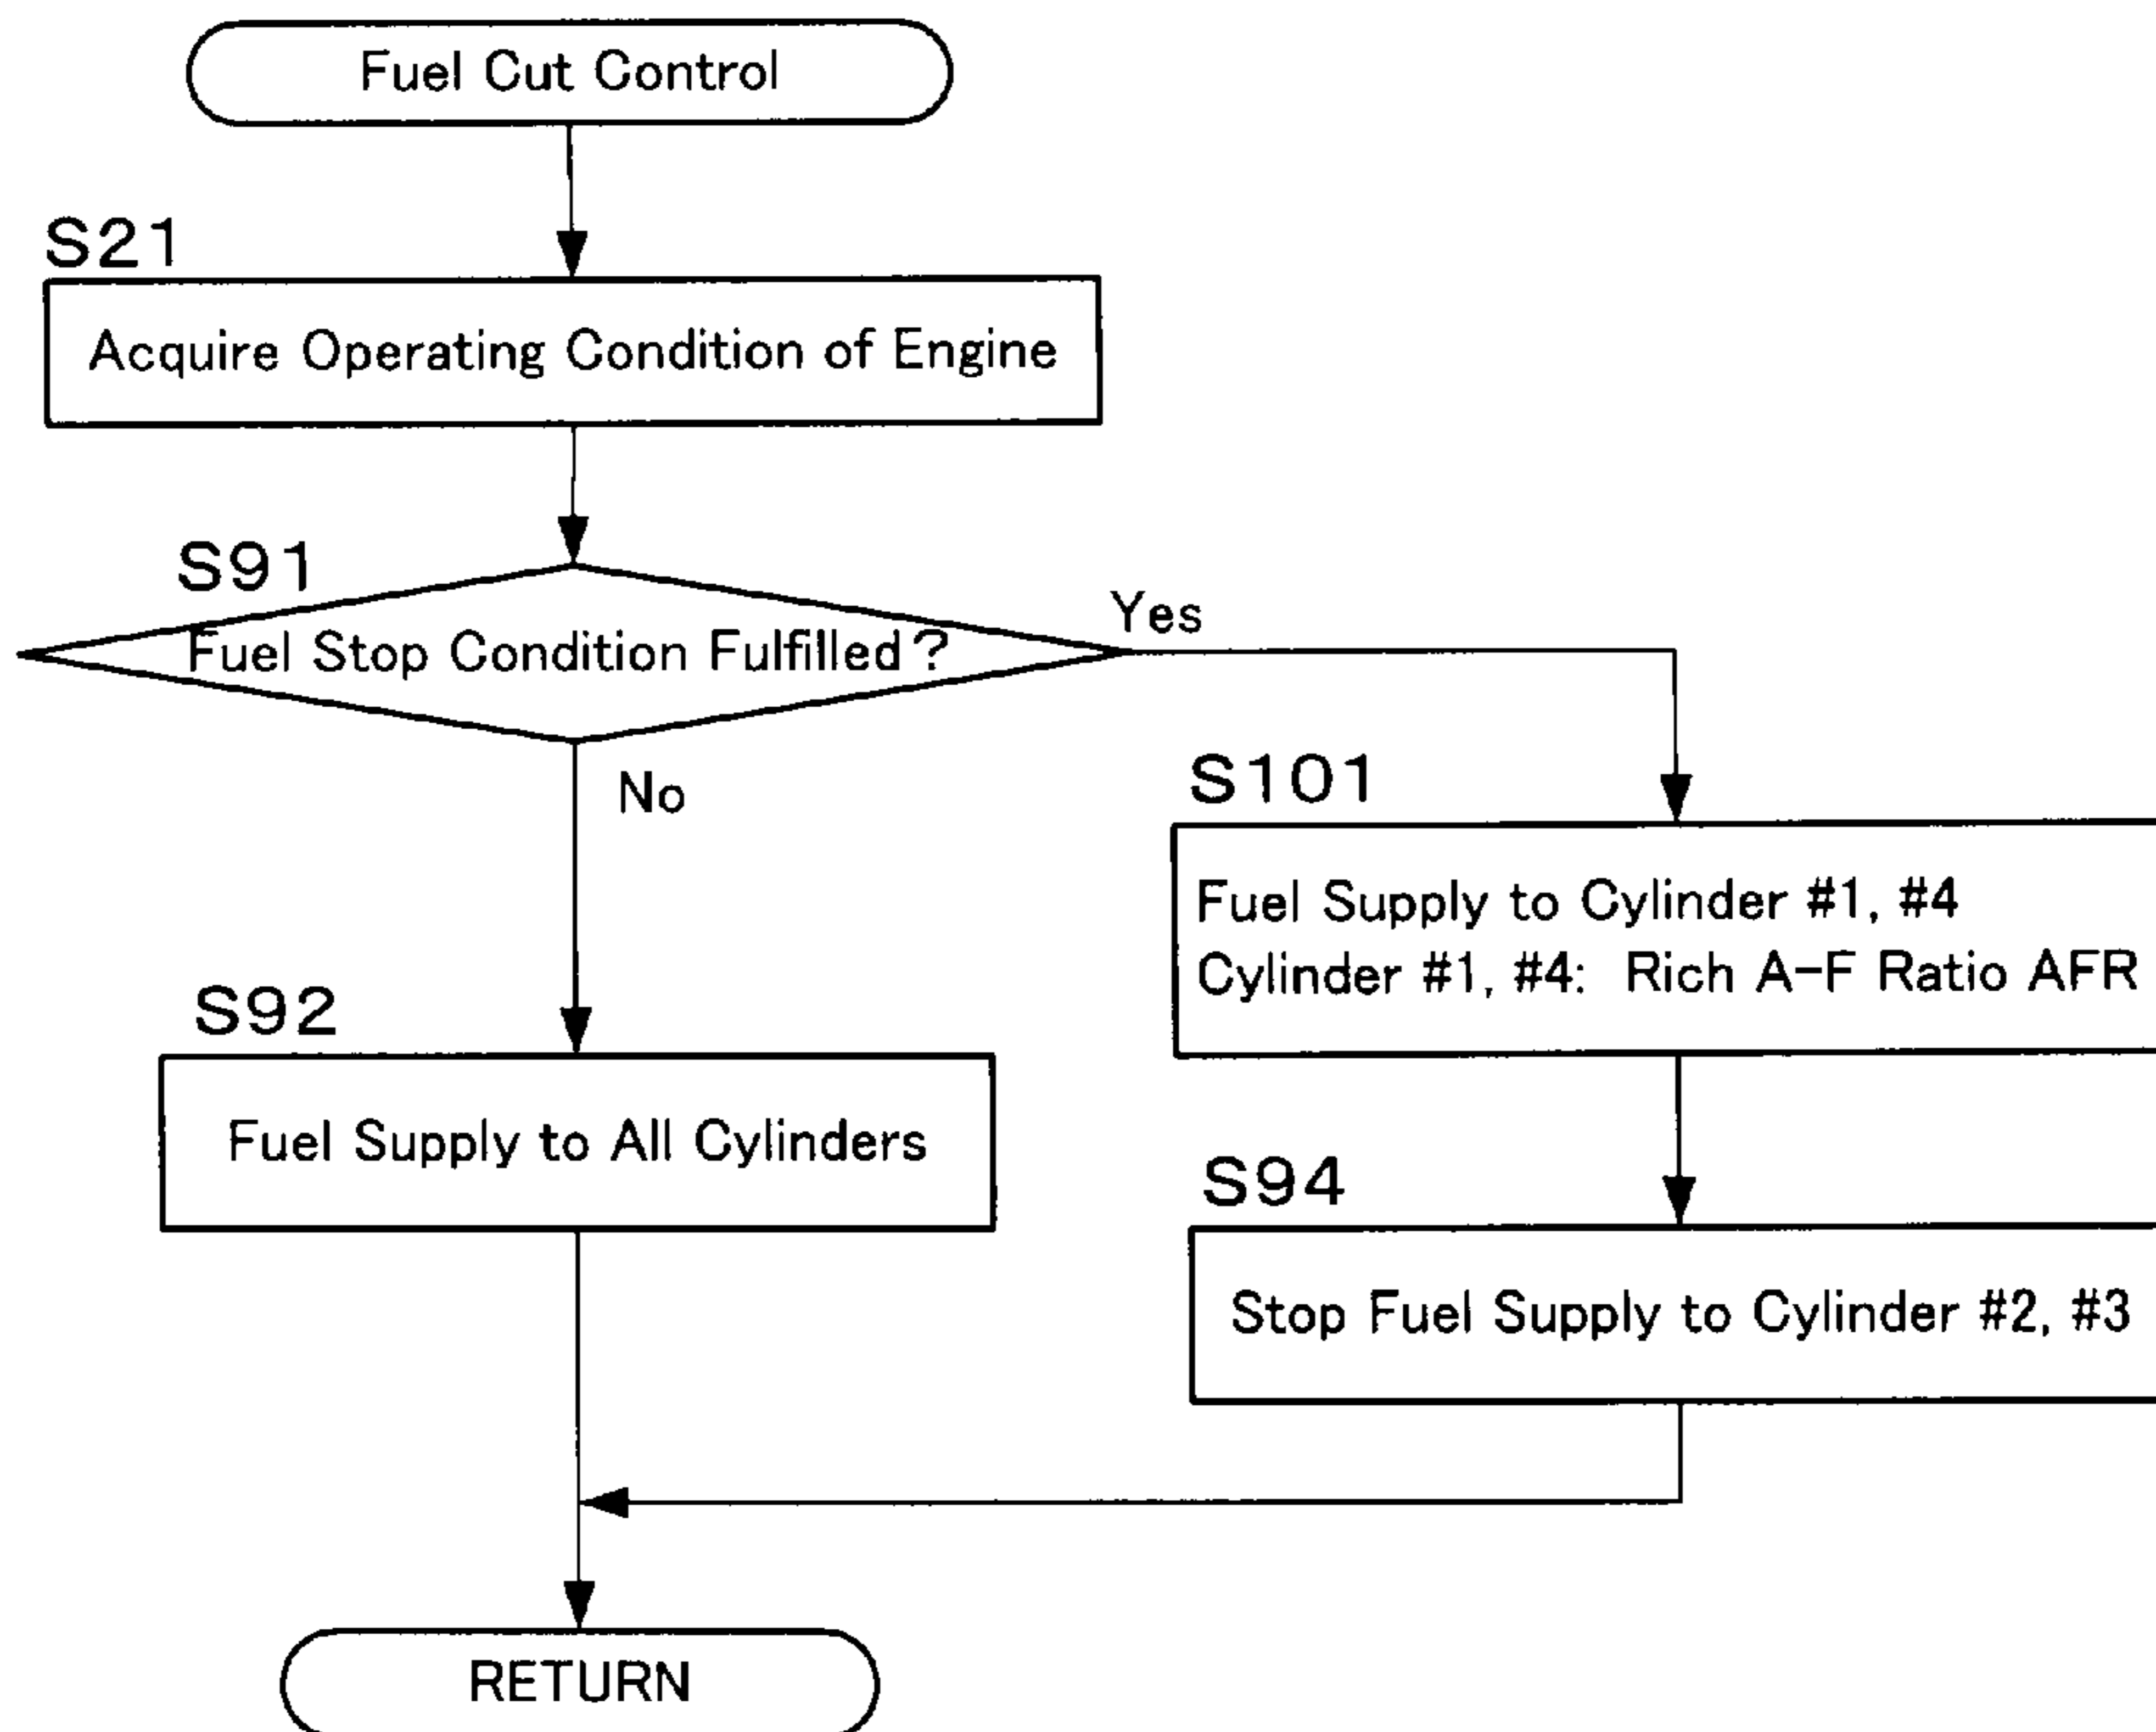 Fuel Cut Control
S21
Acquire Operating Condition of Engine
S91
Fuel Stop Condition Fulfilled?
Yes
No
S101
Fuel Supply to Cylinder #1, #4
Cylinder #1, #4: Rich A-F Ratio AFR
S92
Fuel Supply to All Cylinders
S94
Stop Fuel Supply to Cylinder #2, #3
RETURN